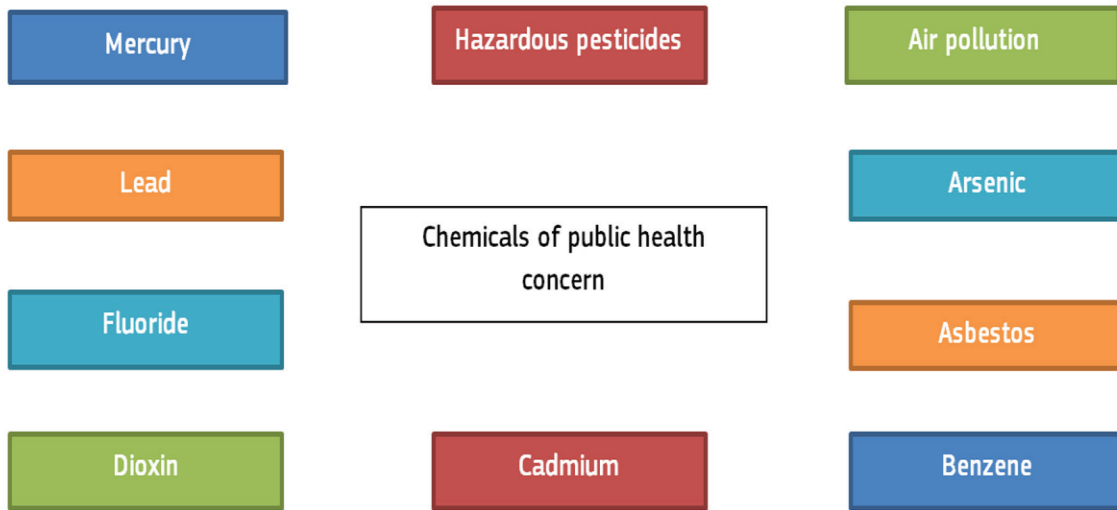 Mercury
Hazardous pesticides
Air pollution
Lead
Arsenic
Chemicals of public health
concern
Fluoride
Asbestos
Dioxin
Cadmium
Benzene